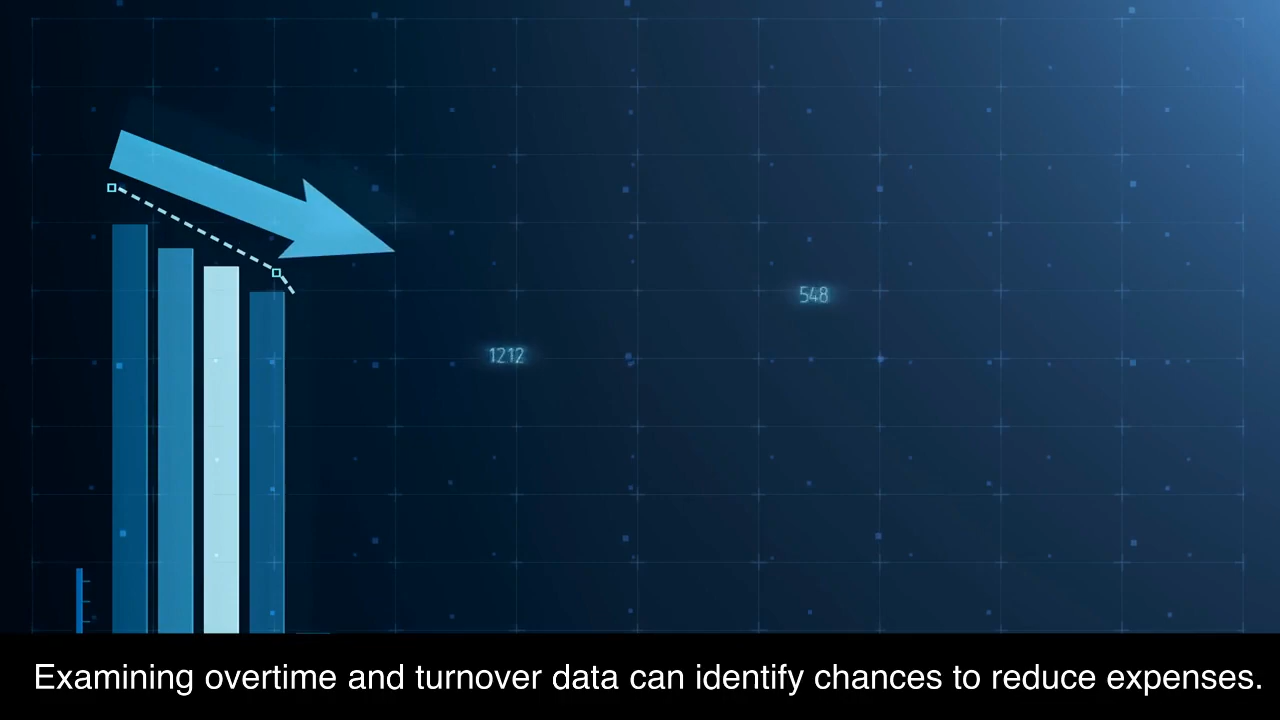 548
1212
Examining overtime and turnover data can identify chances to reduce expenses.